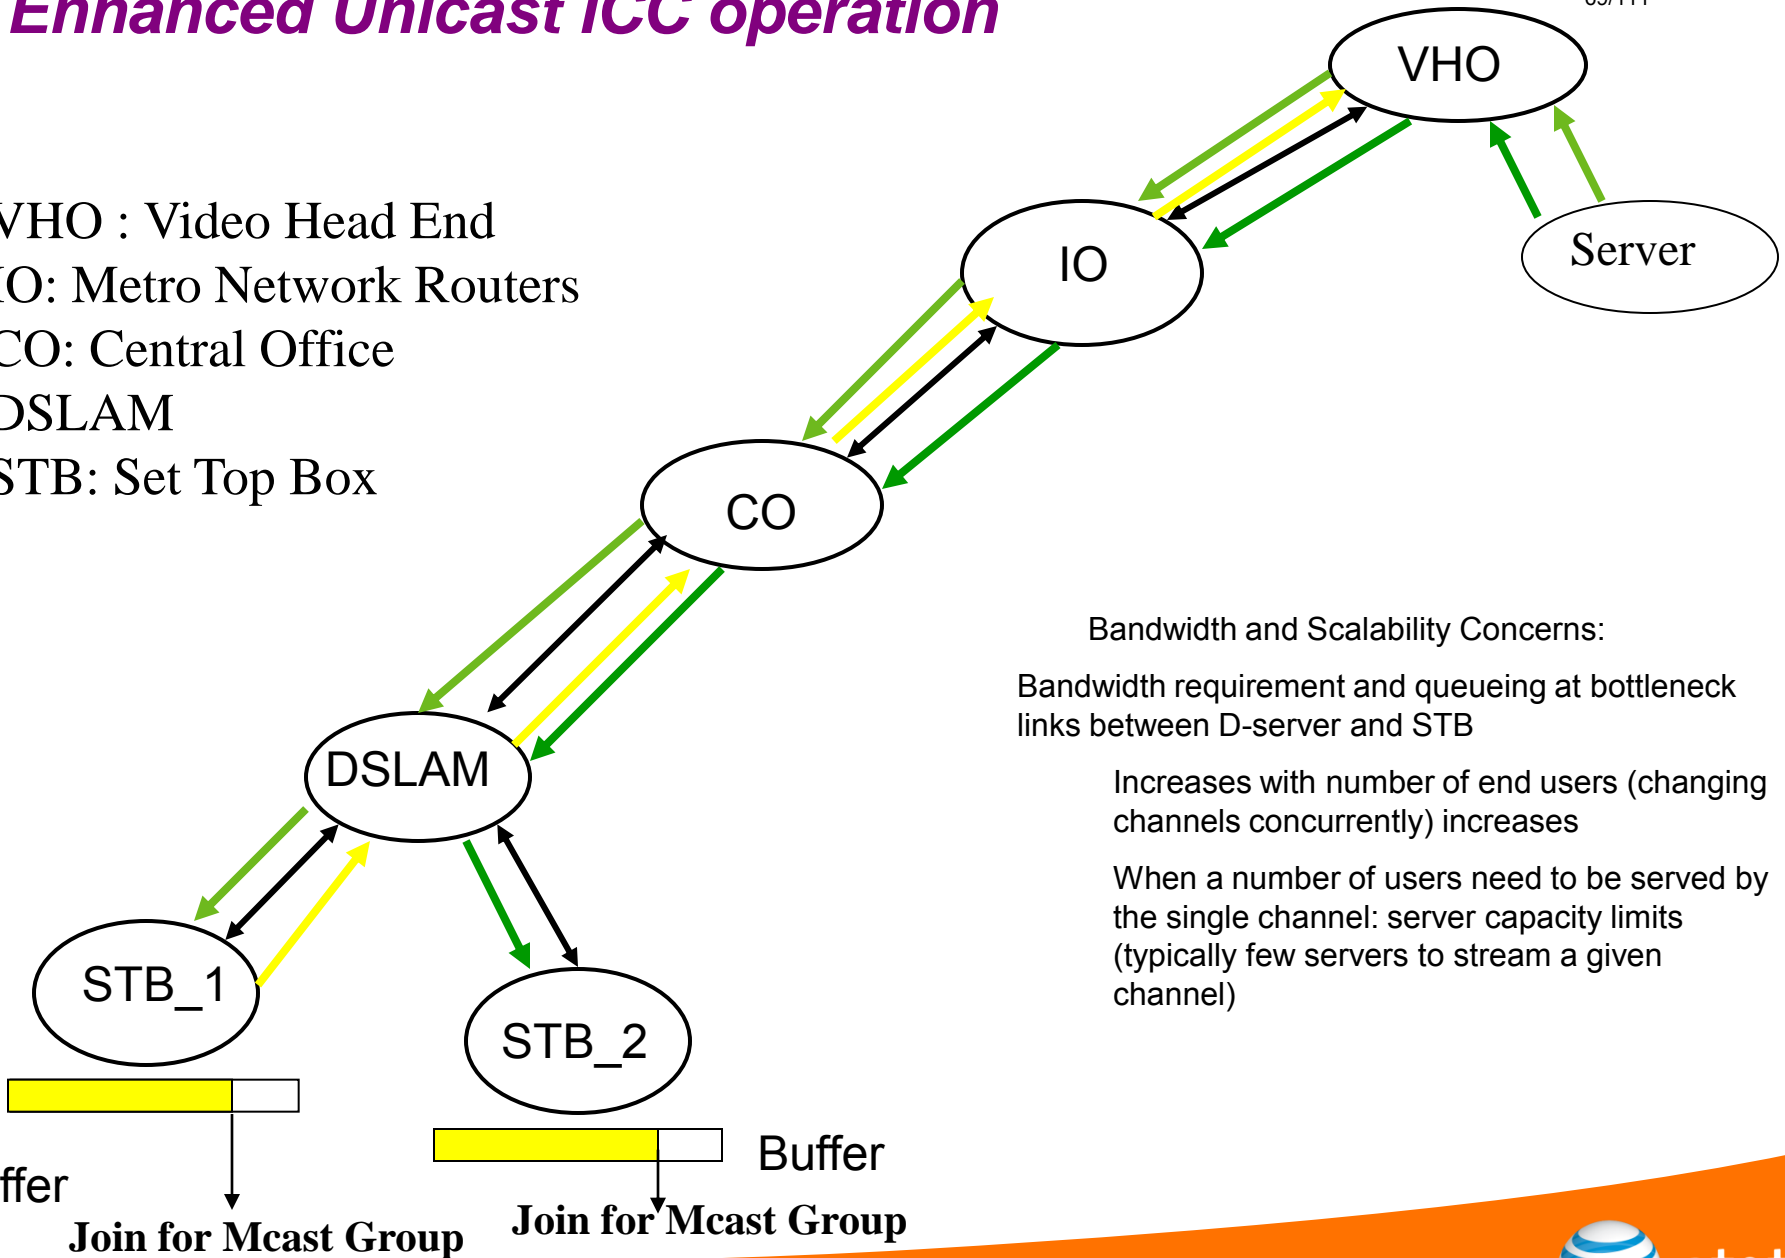 Enhanced Unicast ICC operation
VHO
VHO : Video Head End
IO: Metro Network Routers
CO: Central Office
DSLAM
STB: Set Top Box
IO
Server
CO
Bandwidth and Scalability Concerns:
Bandwidth requirement and queueing at bottleneck
links between D-server and STB
Increases with number of end users (changing
channels concurrently) increases
When a number of users need to be served by
the single channel: server capacity limits
(typically few servers to stream a given
channel)
DSLAM
STB_1
STB_2
Buffer
ffer
Join for Mcast Group
Join for Mcast Group